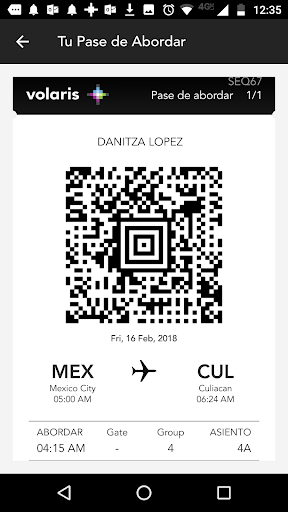 12:35
4G
Tu Pase de Abordar
SEQ67
volaris Pase de abordar 1/1
DANITZA LOPEZ
Fri, 16 Feb, 2018
MEX CUL
Mexico City Culiacan
05:00 AM 06:24 AM
ABORDAR Gate Group ASIENTO
04:15 AM - 4 4A